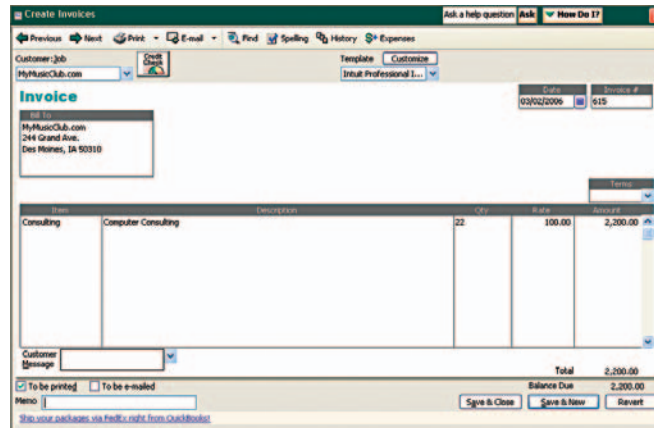 Create Invoices Ask a help question Ask How Do I?
Previous Next Print E-mail Find Spelling History Expenses
Customer:Job Credit Check Template Customize
MyMusicClub.com Intuit Professional I...
Invoice Date Invoice #
03/02/2006 615
Bill To
MyMusicClub.com
244 Grand Ave.
Des Moines, IA 50310
Terms
Item Description Qty Rate Amount
Consulting Computer Consulting 22 100.00 2,200.00
Customer Message
Total 2,200.00
To be printed To be e-mailed Balance Due 2,200.00
Memo Save & Close Save & New Revert
Ship your packages via FedEx right from QuickBooks!